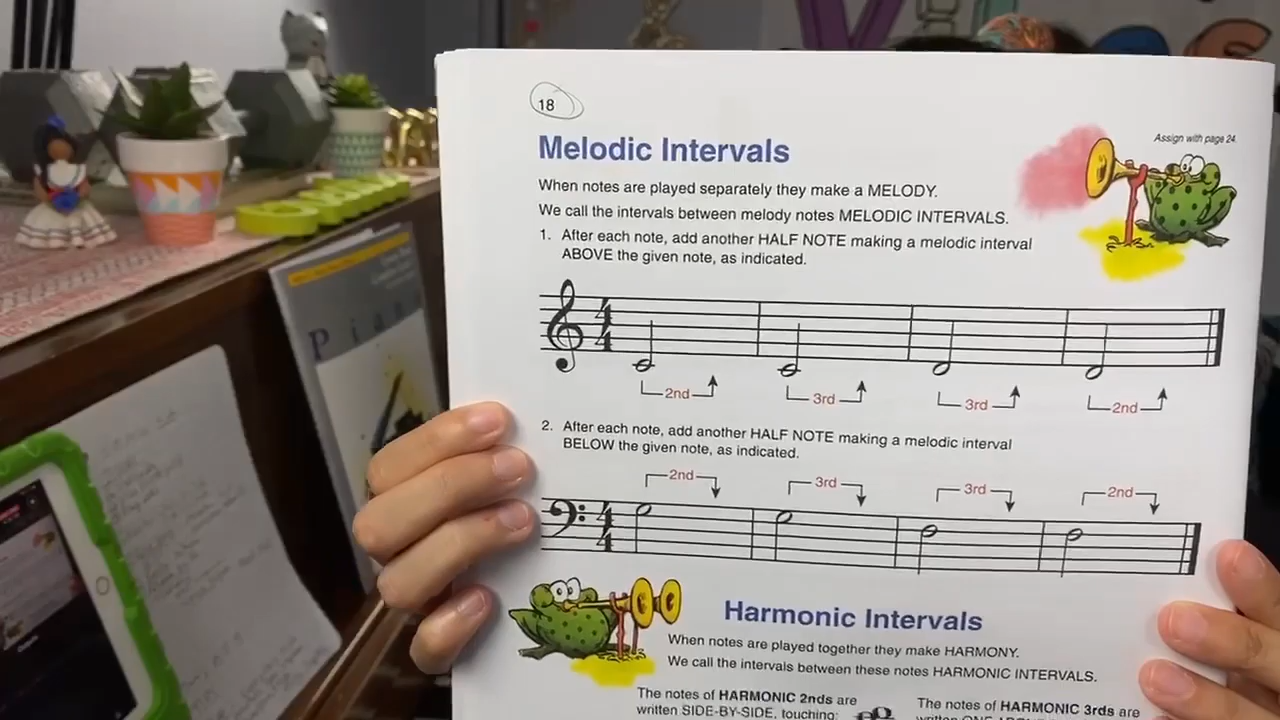 18
Assign with page 24.
Melodic Intervals
When notes are played separately they make a MELODY.
We call the intervals between melody notes MELODIC INTERVALS.
1. After each note, add another HALF NOTE making a melodic interval
ABOVE the given note, as indicated.
4
4
2nd 3rd 3rd 2nd
2. After each note, add another HALF NOTE making a melodic interval
BELOW the given note, as indicated.
2nd 3rd 3rd 2nd
4
4
Harmonic Intervals
When notes are played together they make HARMONY.
We call the intervals between these notes HARMONIC INTERVALS.
The notes of HARMONIC 2nds are
written SIDE-BY-SIDE, touching:
The notes of HARMONIC 3rds are